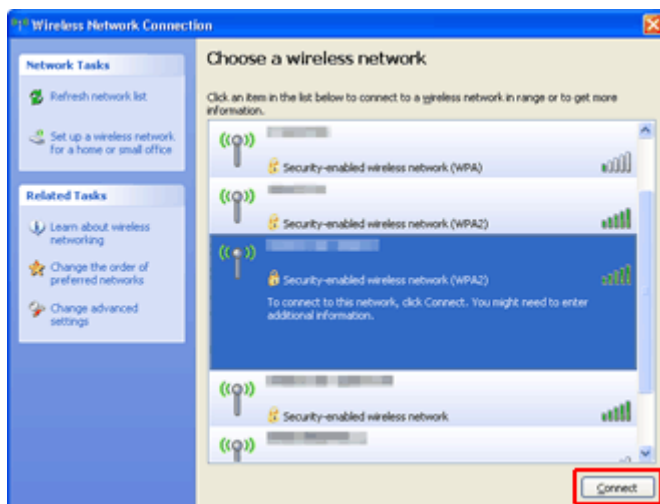 Wireless Network Connection
Network Tasks
Refresh network list
Set up a wireless network
for a home or small office
Related Tasks
Learn about wireless
networking
Change the order of
preferred networks
Change advanced
settings
Choose a wireless network
Click an item in the list below to connect to a wireless network in range or to get more
information.
Security-enabled wireless network (WPA)
Security-enabled wireless network (WPA2)
Security-enabled wireless network (WPA2)
To connect to this network, click Connect. You might need to enter
additional information.
Security-enabled wireless network
Connect